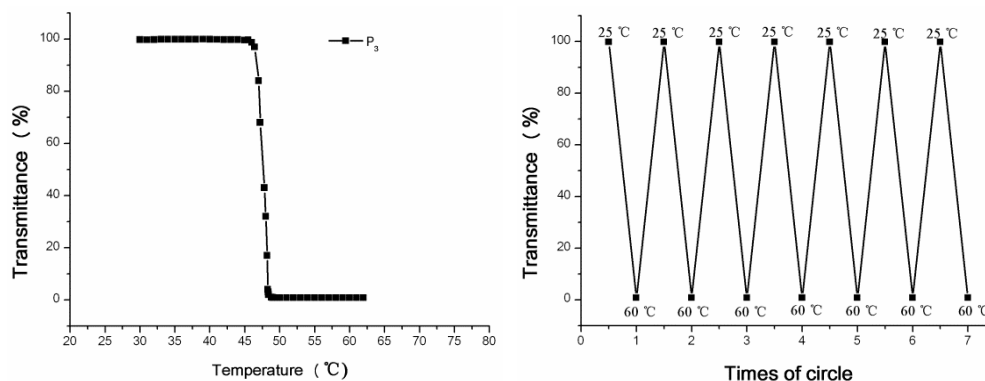 100
80
60
40
20
0
Transmittance ( %)
P3
20 25 30 35 40 45 50 55 60 65 70 75 80
Temperature (℃)
25 ℃ 25 ℃ 25 ℃ 25 ℃ 25 ℃ 25 ℃ 25 ℃
100
80
60
40
20
0
Transmittance ( %)
60 ℃ 60 ℃ 60 ℃ 60 ℃ 60 ℃ 60 ℃ 60 ℃
0 1 2 3 4 5 6 7
Times of circle